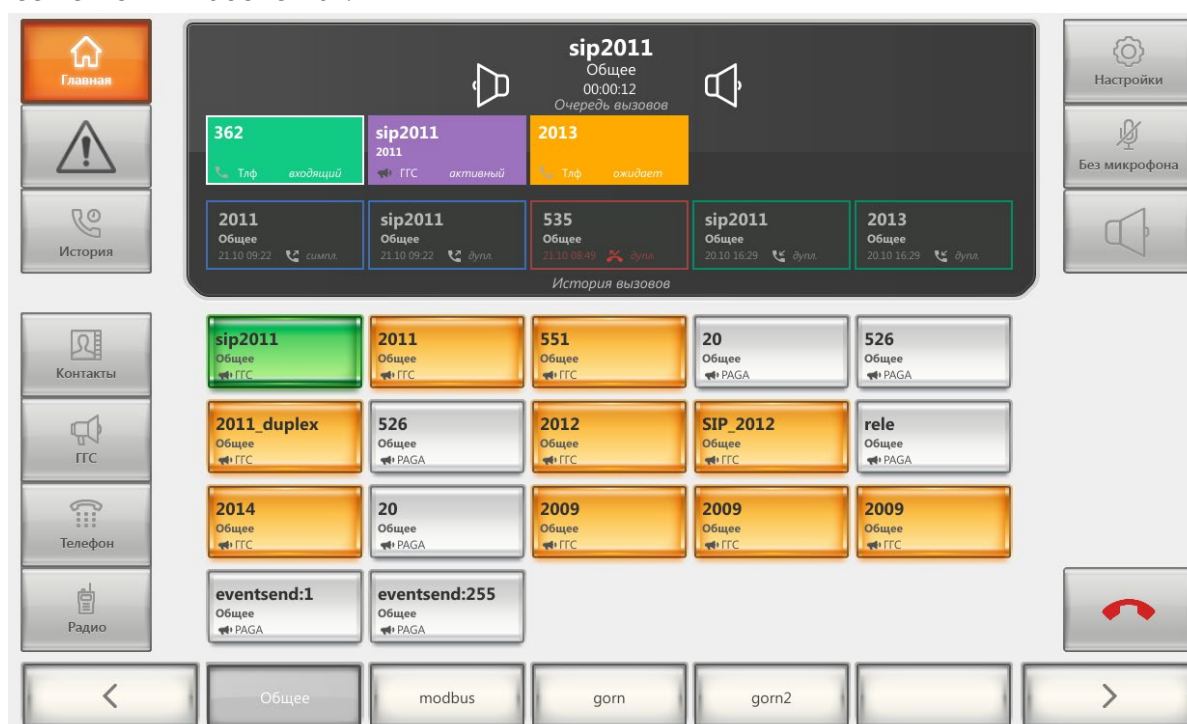 Главная
История
Контакты
ГГС
Телефон
Радио
sip2011
Общее
00:00:12
Очередь вызовов
362
Тлф входящий
sip2011
2011
ГГС активный
2013
Тлф ожидает
2011
Общее
21.10 09:22 симпл.
sip2011
Общее
21.10 09:22 дупл.
535
Общее
21.10 08:49 дупл.
sip2011
Общее
20.10 16:29 дупл.
2013
Общее
20.10 16:29 дупл.
История вызовов
Настройки
Без микрофона
sip2011
Общее
ГГС
2011
Общее
ГГС
551
Общее
ГГС
20
Общее
PAGA
526
Общее
PAGA
2011_duplex
Общее
ГГС
526
Общее
PAGA
2012
Общее
ГГС
SIP_2012
Общее
ГГС
rele
Общее
PAGA
2014
Общее
ГГС
20
Общее
PAGA
2009
Общее
ГГС
2009
Общее
ГГС
2009
Общее
ГГС
eventsend:1
Общее
PAGA
eventsend:255
Общее
PAGA
Общее
modbus
gorn
gorn2